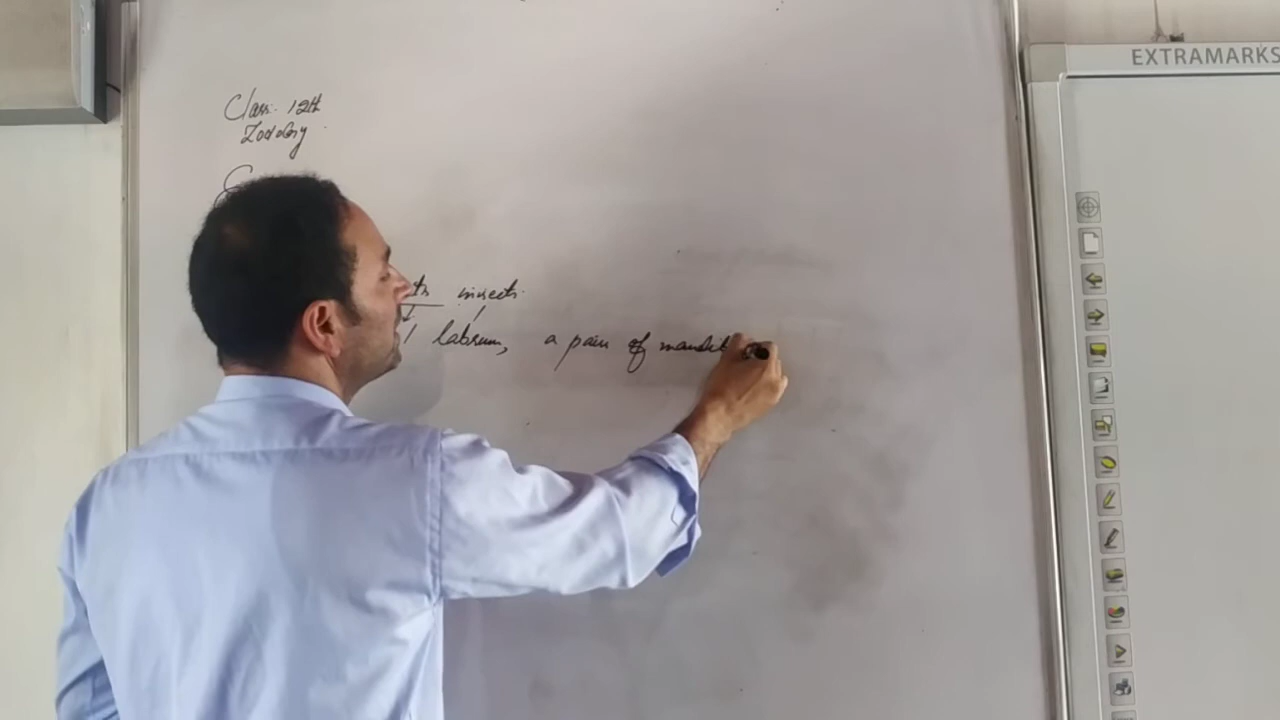 EXTRAMARKS
Class. 12th
Zoology
insects
labrum, a pair of